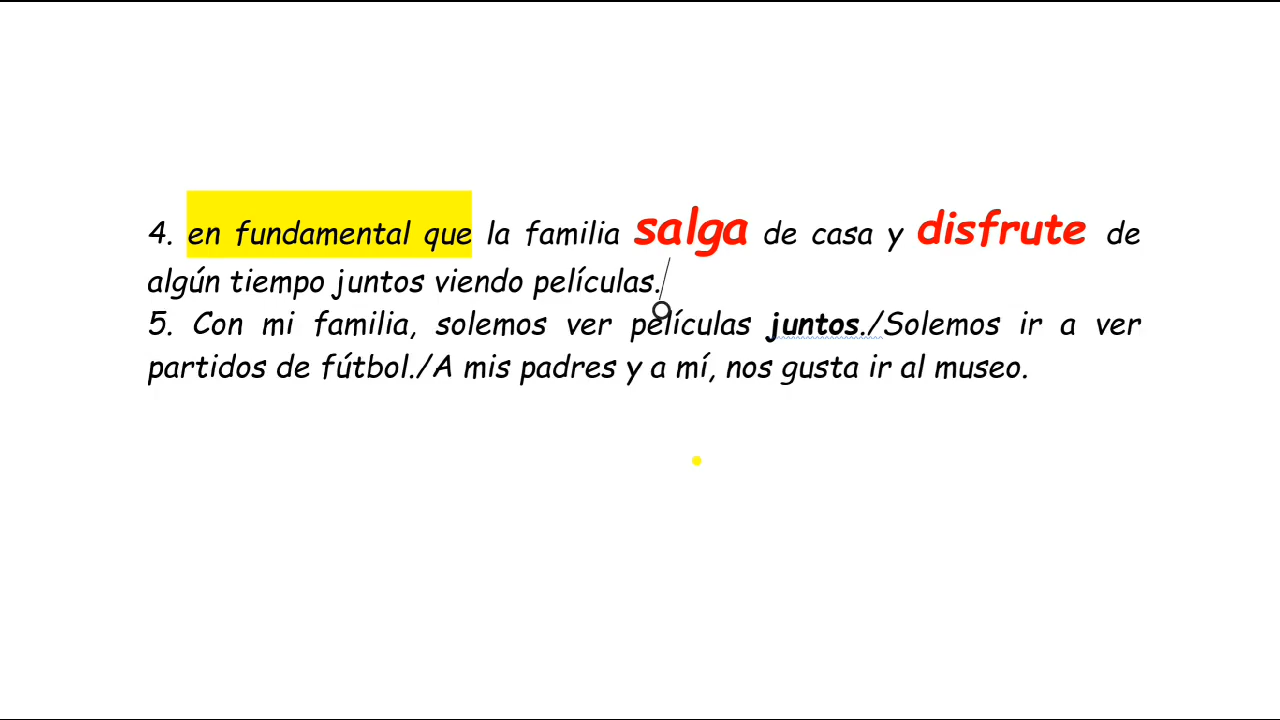 4. en fundamental que la familia salga de casa y disfrute de
algún tiempo juntos viendo películas.
5. Con mi familia, solemos ver películas juntos./Solemos ir a ver
partidos de fútbol./A mis padres y a mí, nos gusta ir al museo.